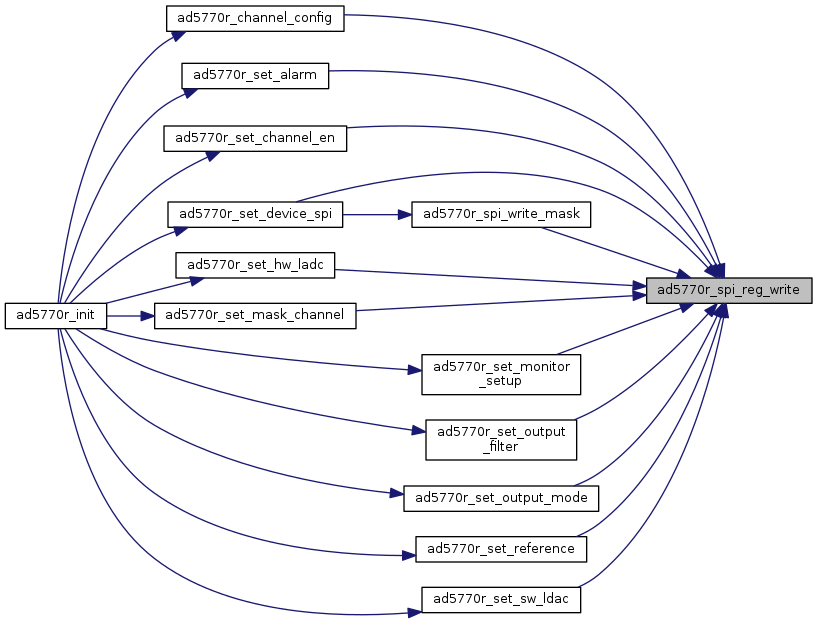 ad5770r_channel_config
ad5770r_set_alarm
ad5770r_set_channel_en
ad5770r_set_device_spi
ad5770r_spi_write_mask
ad5770r_set_hw_ladc
ad5770r_spi_reg_write
ad5770r_init
ad5770r_set_mask_channel
ad5770r_set_monitor
_setup
ad5770r_set_output
_filter
ad5770r_set_output_mode
ad5770r_set_reference
ad5770r_set_sw_ldac